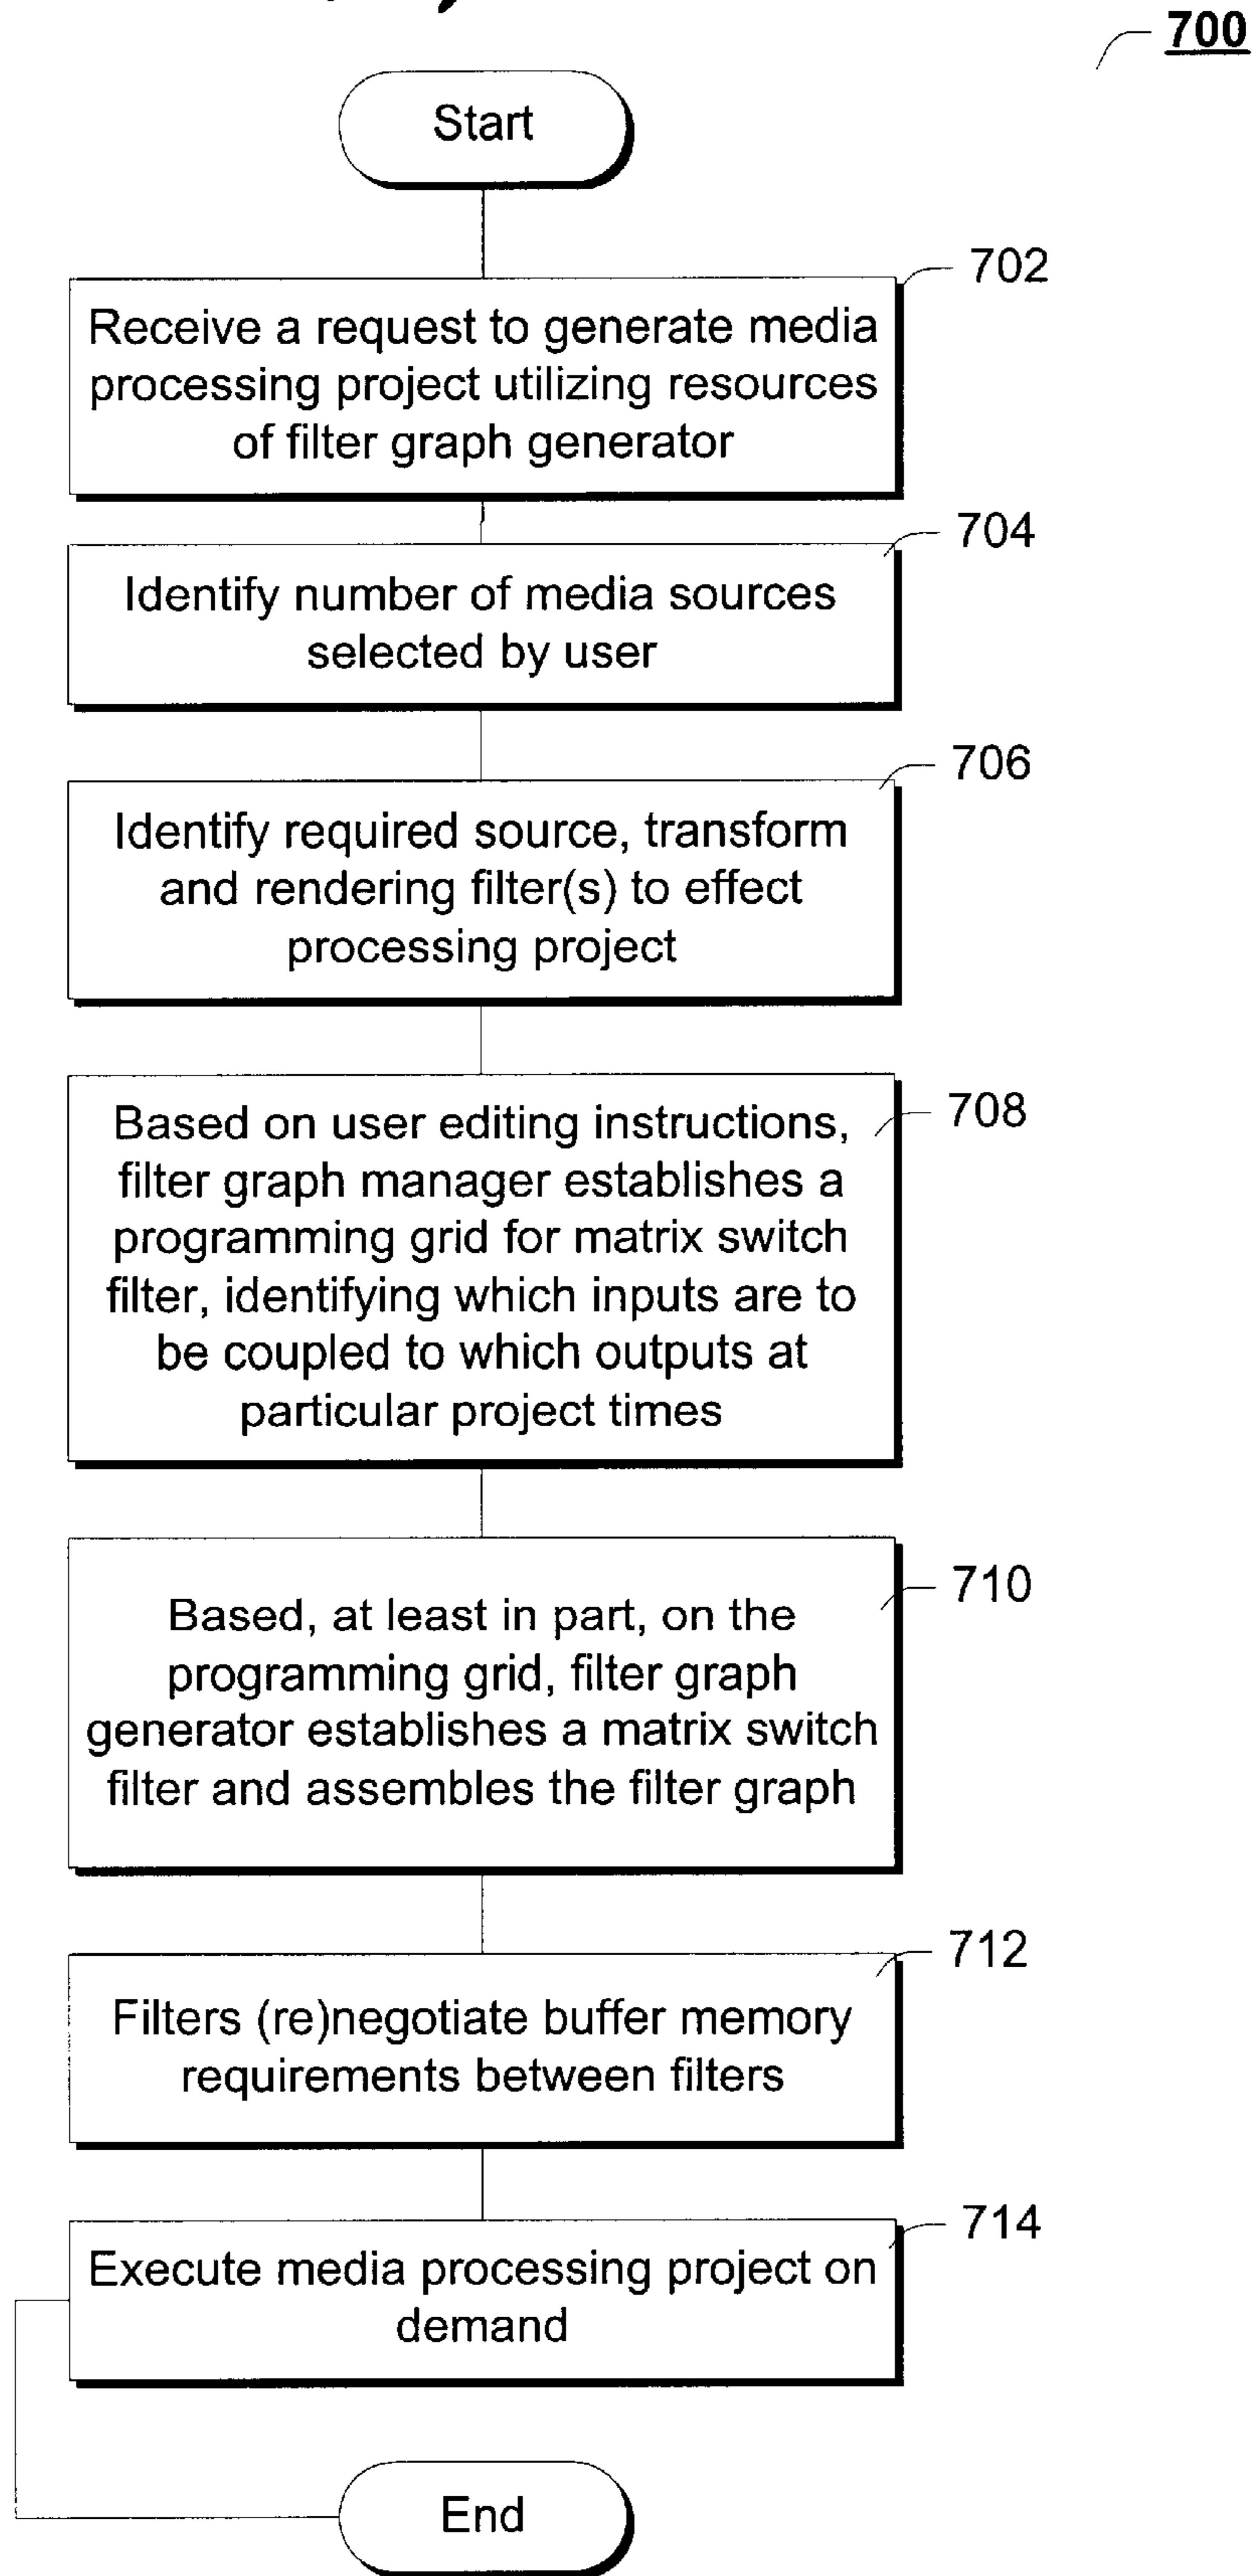 700
Start
702
Receive a request to generate media
processing project utilizing resources
of filter graph generator
704
Identify number of media sources
selected by user
706
Identify required source, transform
and rendering filter(s) to effect
processing project
708
Based on user editing instructions,
filter graph manager establishes a
programming grid for matrix switch
filter, identifying which inputs are to
be coupled to which outputs at
particular project times
710
Based, at least in part, on the
programming grid, filter graph
generator establishes a matrix switch
filter and assembles the filter graph
712
Filters (re)negotiate buffer memory
requirements between filters
714
Execute media processing project on
demand
End